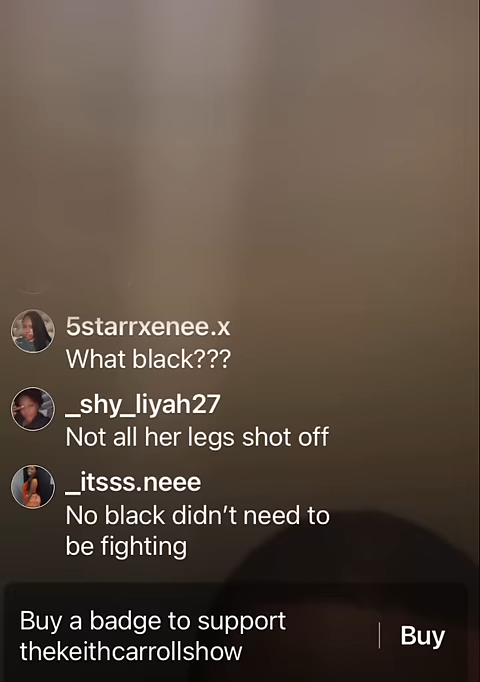 5starrxenee.x
What black???
_shy_liyah27
Not all her legs shot off
_itsss.neee
No black didn’t need to
be fighting
Buy a badge to support
thekeithcarrollshow
Buy